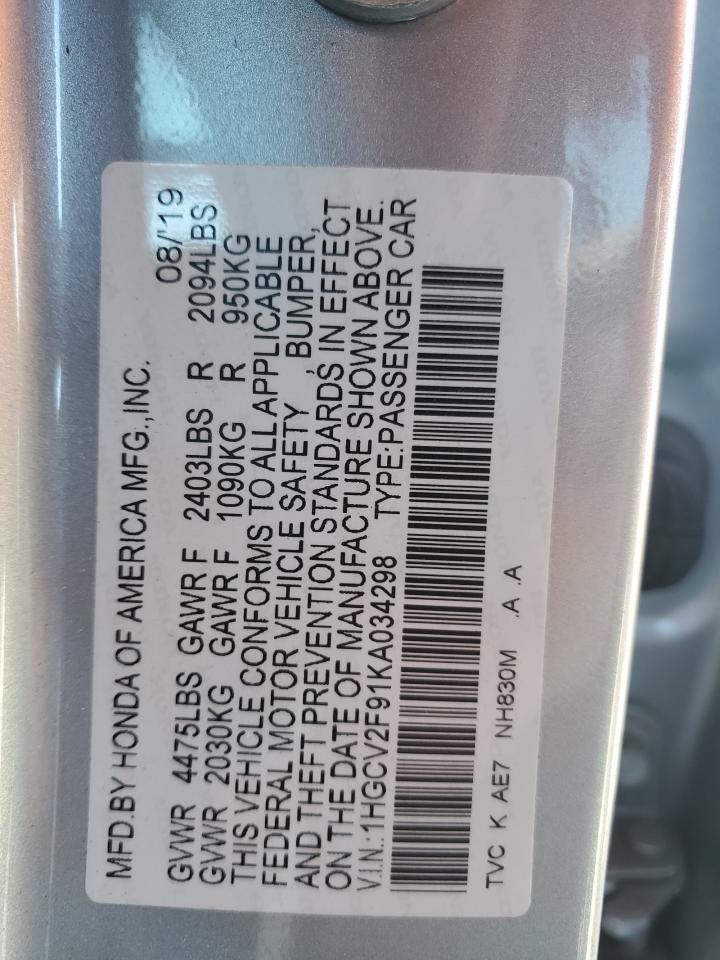 MFD.BY HONDA OF AMERICA MFG.,INC.
08/'19
GVWR 4475LBS GAWR F 2403LBS R 2094LBS
GVWR 2030KG GAWR F 1090KG R 950KG
THIS VEHICLE CONFORMS TO ALL APPLICABLE
FEDERAL MOTOR VEHICLE SAFETY , BUMPER,
AND THEFT PREVENTION STANDARDS IN EFFECT
ON THE DATE OF MANUFACTURE SHOWN ABOVE.
V.I.N.:1HGCV2F91KA034298 TYPE:PASSENGER CAR
TVC K AE7 NH830M .A .A